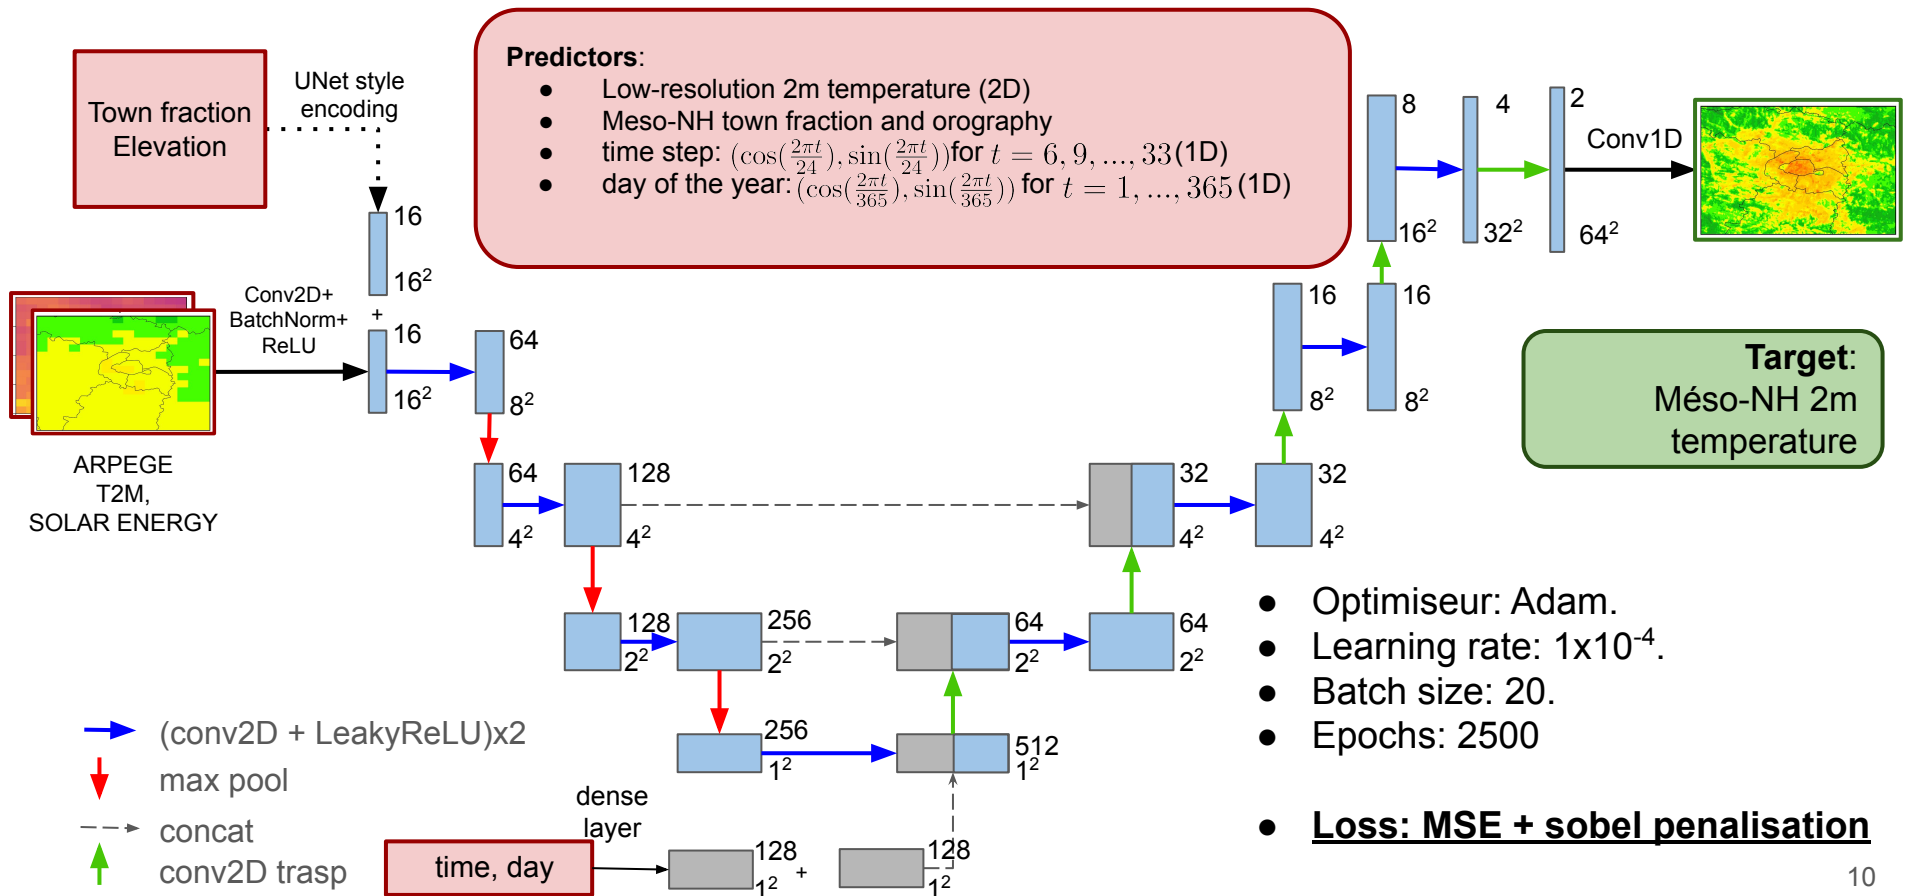 Town fraction
Elevation
UNet style
encoding
Predictors:
● Low-resolution 2m temperature (2D)
● Meso-NH town fraction and orography
● time step: (cos(2πt/24), sin(2πt/24)) for t = 6, 9, ..., 33 (1D)
● day of the year: (cos(2πt/365), sin(2πt/365)) for t = 1, ..., 365 (1D)
8
4
2
Conv1D
16²
32²
64²
16
16²
+
Conv2D+
BatchNorm+
ReLU
16
16²
64
8²
16
8²
16
8²
Target:
Méso-NH 2m
temperature
ARPEGE
T2M,
SOLAR ENERGY
64
4²
128
4²
32
4²
32
4²
128
2²
256
2²
64
2²
64
2²
256
1²
512
1²
● Optimiseur: Adam.
● Learning rate: 1x10⁻⁴.
● Batch size: 20.
● Epochs: 2500
● Loss: MSE + sobel penalisation
(conv2D + LeakyReLU)x2
max pool
concat
conv2D trasp
dense
layer
time, day
128
1²
+
128
1²
10